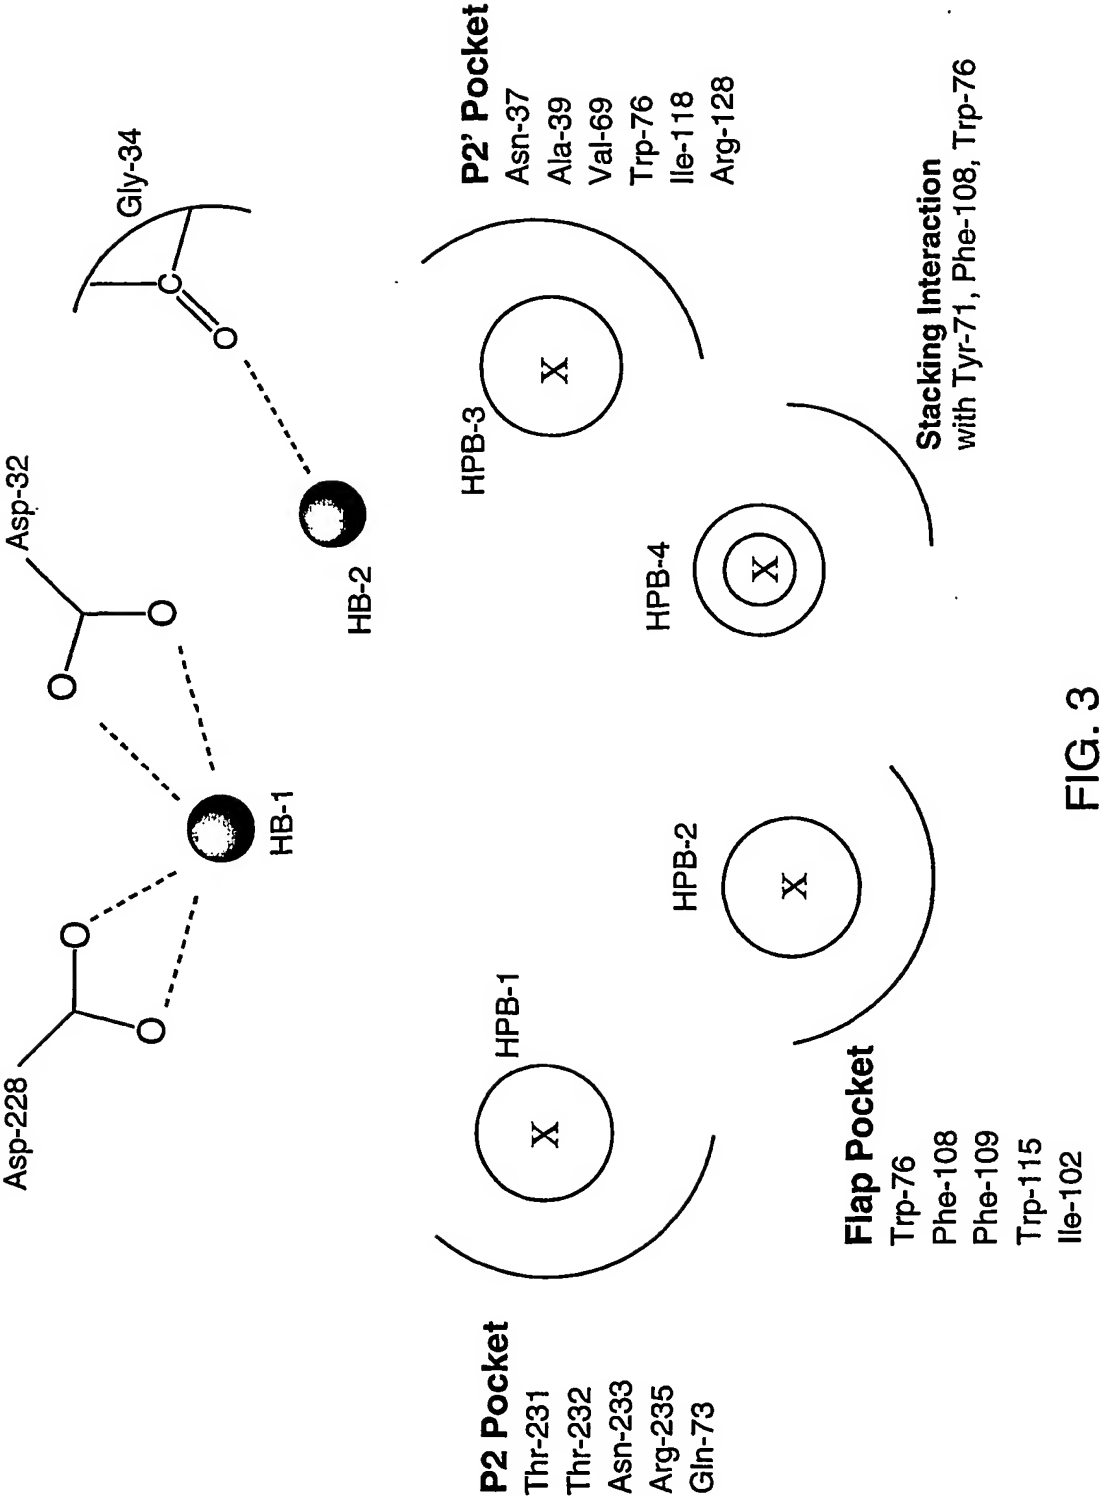 Asp-228
O
O
HB-1
O
O
Asp-32
HB-2
O
C
Gly-34
P2 Pocket
Thr-231
Thr-232
Asn-233
Arg-235
Gln-73
HPB-1
X
HPB-3
X
P2' Pocket
Asn-37
Ala-39
Val-69
Trp-76
Ile-118
Arg-128
HPB-2
X
HPB-4
X
Flap Pocket
Trp-76
Phe-108
Phe-109
Trp-115
Ile-102
Stacking Interaction
with Tyr-71, Phe-108, Trp-76
FIG. 3